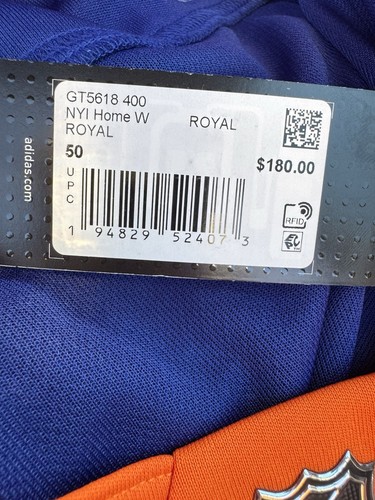 GT5618 400
NYI Home W ROYAL
ROYAL
50
$180.00
UPC
1 94829 52407 3
RFID
adidas.com